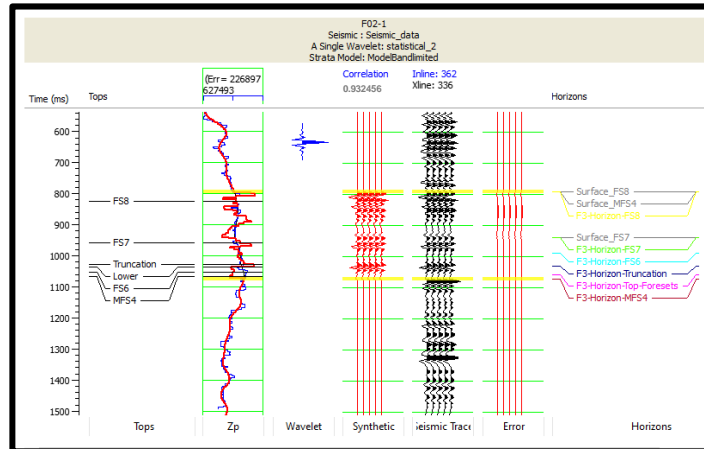 F02-1
Seismic : Seismic_data
A Single Wavelet: statistical_2
Strata Model: ModelBandlimited
(Err= 226897
627493
Correlation
0.932456
Inline: 362
Xline: 336
Time (ms)
Tops
Horizons
600
700
800
900
1000
1100
1200
1300
1400
1500
FS8
FS7
Truncation
Lower
FS6
MFS4
Surface_FS8
Surface_MFS4
F3-Horizon-FS8
Surface_FS7
F3-Horizon-FS7
F3-Horizon-FS6
F3-Horizon-Truncation
F3-Horizon-Top-Foresets
F3-Horizon-MFS4
Tops
Zp
Wavelet
Synthetic
Seismic Trace
Error
Horizons